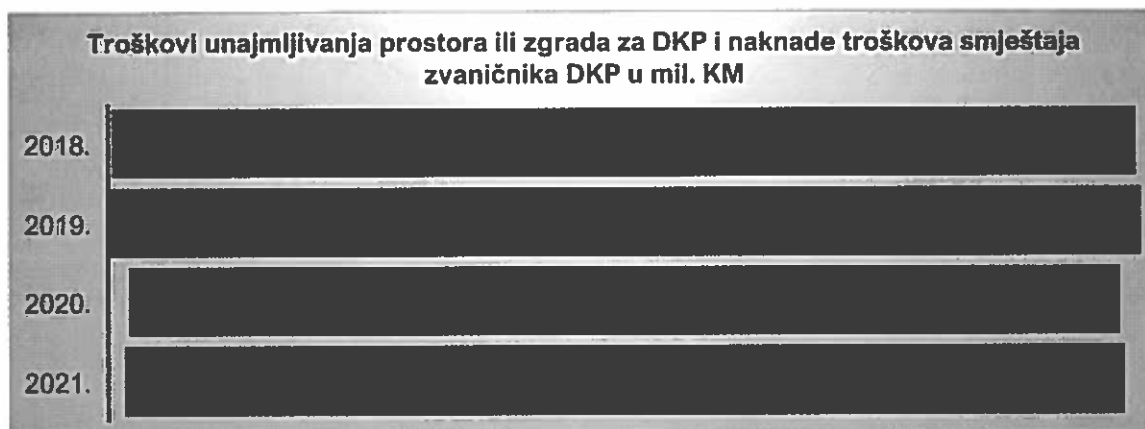 Troškovi unajmljivanja prostora ili zgrada za DKP i naknade troškova smještaja
zvaničnika DKP u mil. KM
2018.
2019.
2020.
2021.